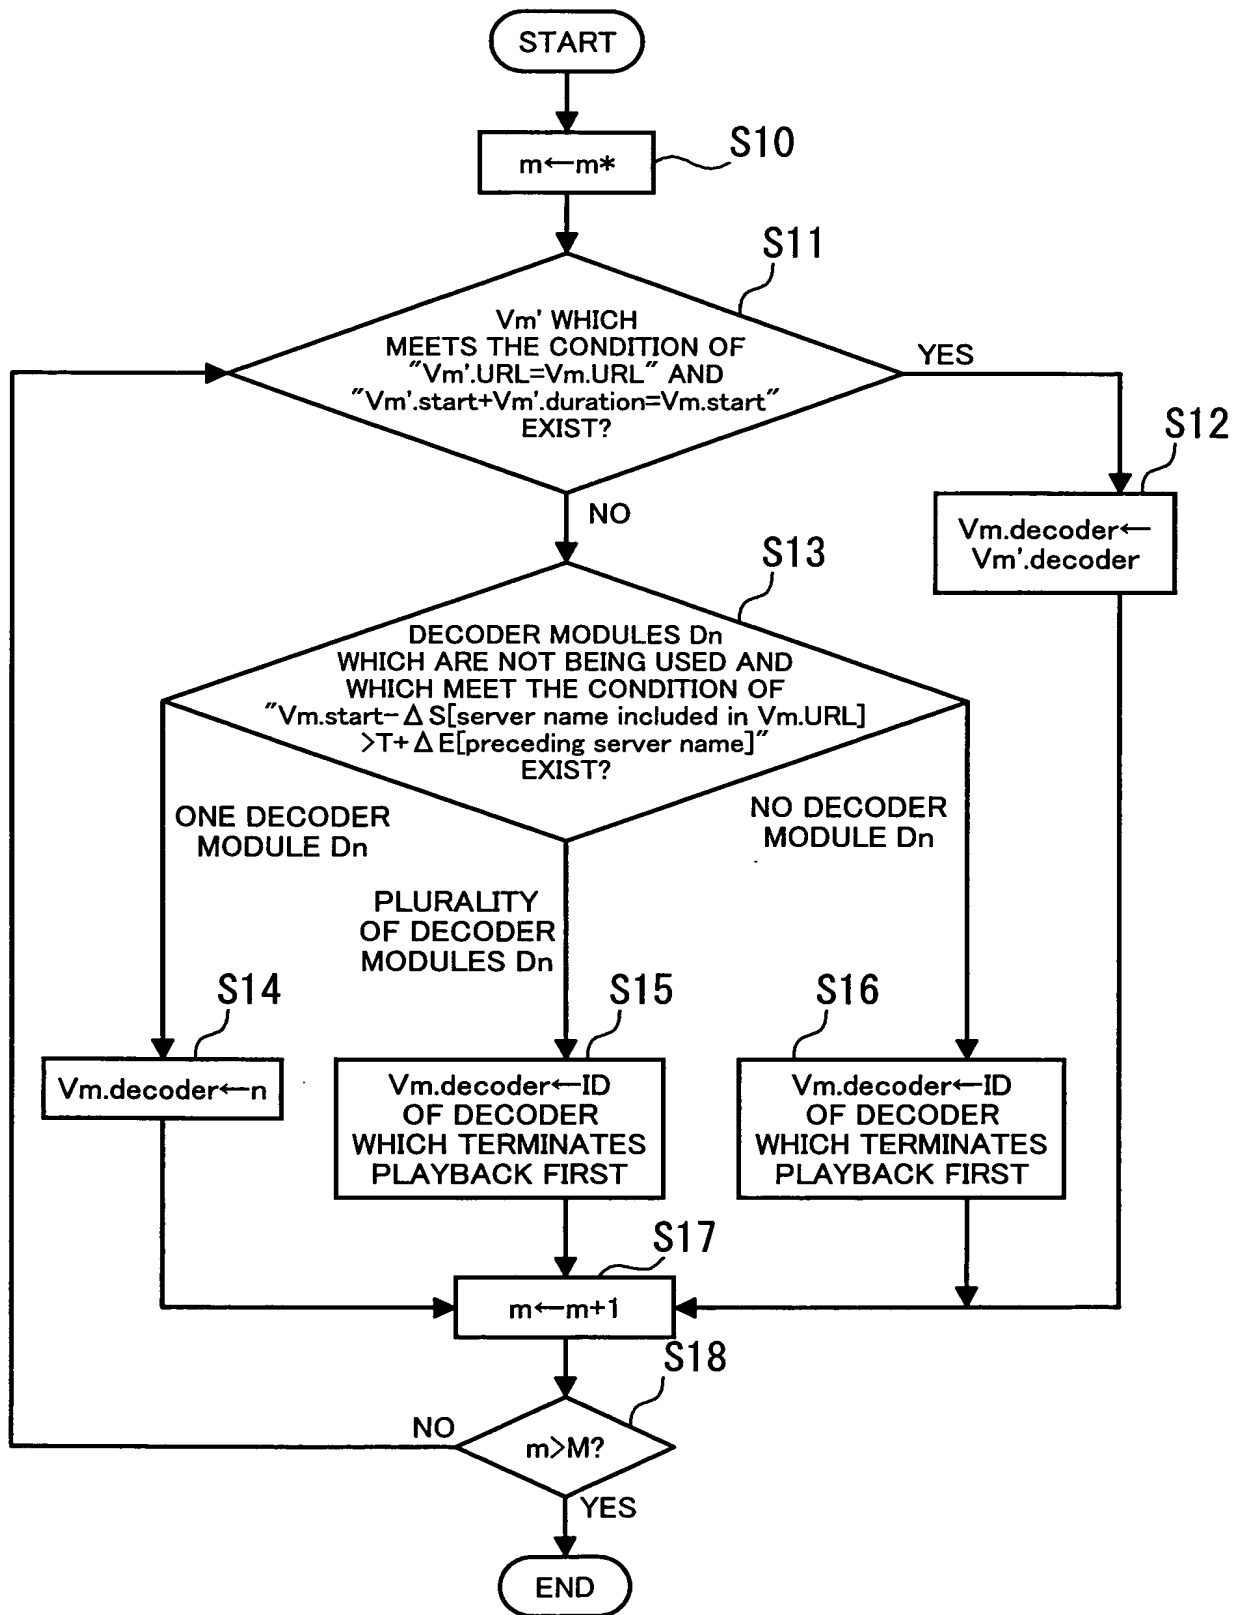 START
S10
m←m*
S11
Vm' WHICH
MEETS THE CONDITION OF
"Vm'.URL=Vm.URL" AND
"Vm'.start+Vm'.duration=Vm.start"
EXIST?
YES
S12
Vm.decoder←
Vm'.decoder
NO
S13
DECODER MODULES Dn
WHICH ARE NOT BEING USED AND
WHICH MEET THE CONDITION OF
"Vm.start-ΔS[server name included in Vm.URL]
>T+ΔE[preceding server name]"
EXIST?
ONE DECODER
MODULE Dn
PLURALITY
OF DECODER
MODULES Dn
NO DECODER
MODULE Dn
S14
Vm.decoder←n
S15
Vm.decoder←ID
OF DECODER
WHICH TERMINATES
PLAYBACK FIRST
S16
Vm.decoder←ID
OF DECODER
WHICH TERMINATES
PLAYBACK FIRST
S17
m←m+1
S18
m>M?
NO
YES
END